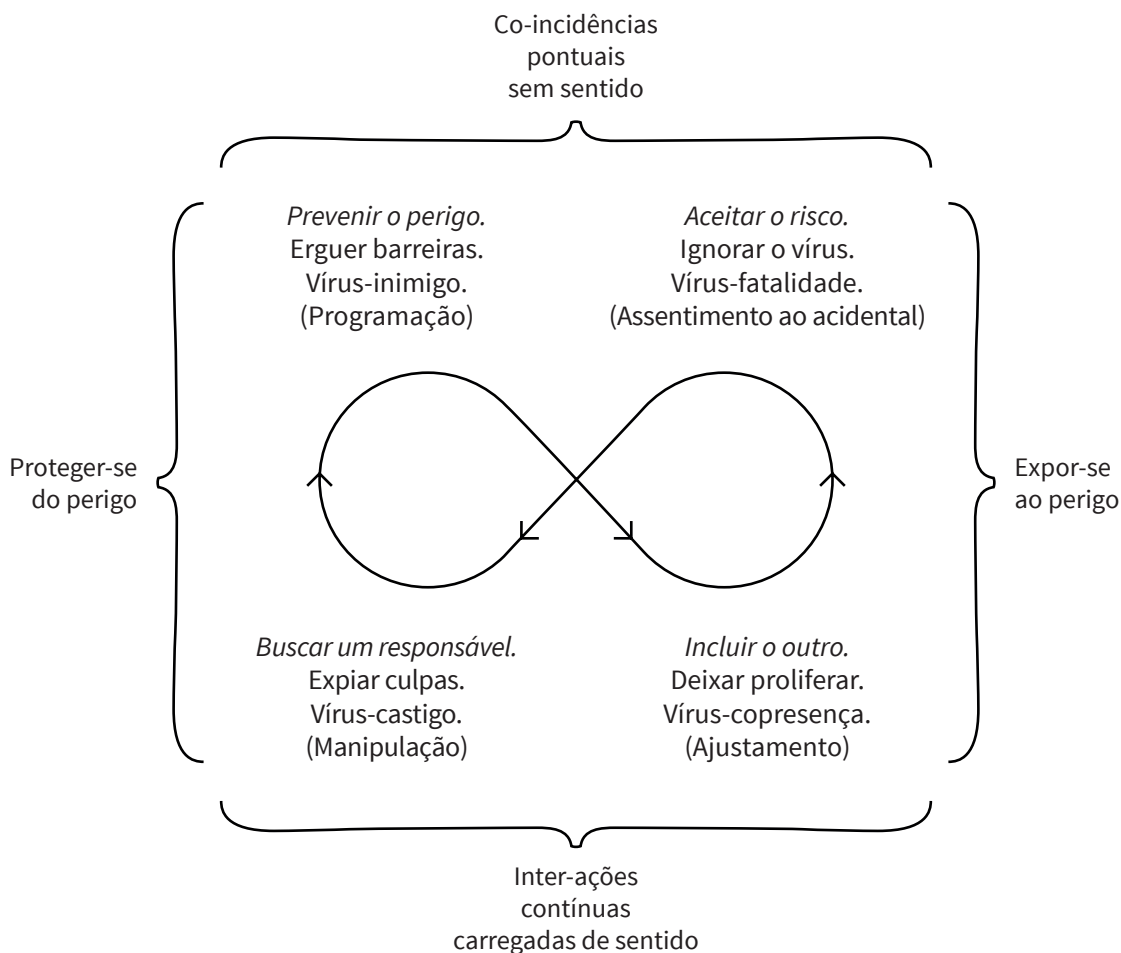 Co-incidências
pontuais
sem sentido
Prevenir o perigo.
Erguer barreiras.
Vírus-inimigo.
(Programação)
Aceitar o risco.
Ignorar o vírus.
Vírus-fatalidade.
(Assentimento ao acidental)
Proteger-se
do perigo
Expor-se
ao perigo
Buscar um responsável.
Expiar culpas.
Vírus-castigo.
(Manipulação)
Incluir o outro.
Deixar proliferar.
Vírus-copresença.
(Ajustamento)
Inter-ações
contínuas
carregadas de sentido